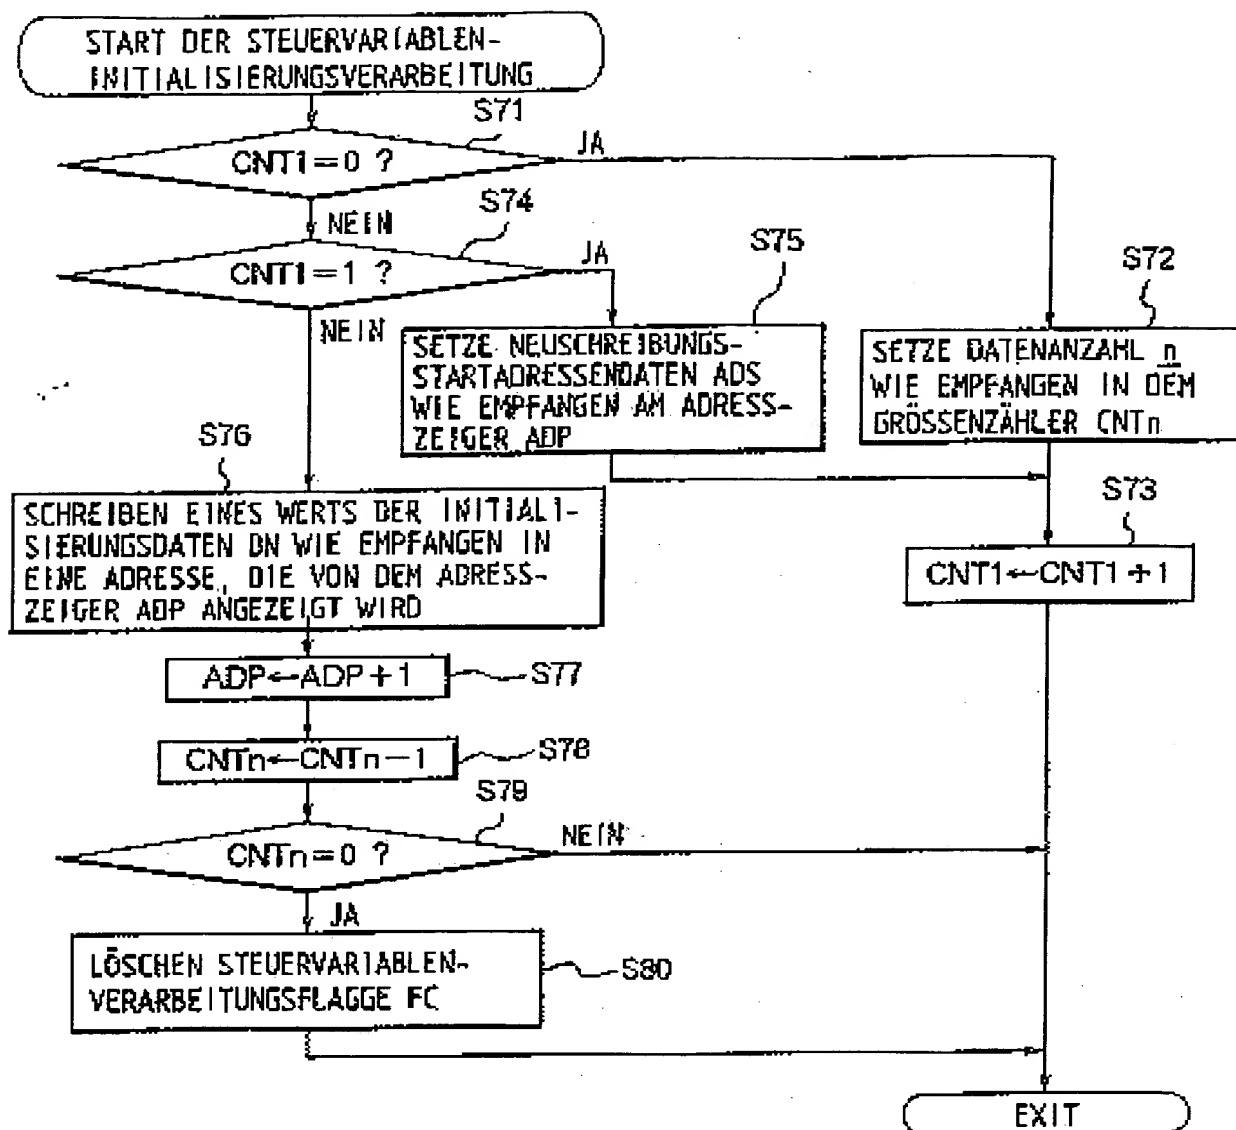 START DER STEUERVARIABLEN-
INITIALISIERUNGSVERARBEITUNG
S71
CNT1=0 ?
JA
NEIN
S74
CNT1=1 ?
JA
NEIN
S75
SETZE NEUSCHREIBUNGS-
STARTADRESSENDATEN ADS
WIE EMPFANGEN AM ADRESS-
ZEIGER ADP
S72
SETZE DATENANZAHL n
WIE EMPFANGEN IN DEM
GRÖSSENZÄHLER CNTn
S73
CNT1←CNT1+1
S76
SCHREIBEN EINES WERTS DER INITIALI-
SIERUNGSDATEN DN WIE EMPFANGEN IN
EINE ADRESSE, DIE VON DEM ADRESS-
ZEIGER ADP ANGEZEIGT WIRD
ADP←ADP+1
S77
CNTn←CNTn-1
S78
S79
CNTn=0 ?
NEIN
JA
LÖSCHEN STEUERVARIABLEN-
VERARBEITUNGSFLAGGE FC
S80
EXIT